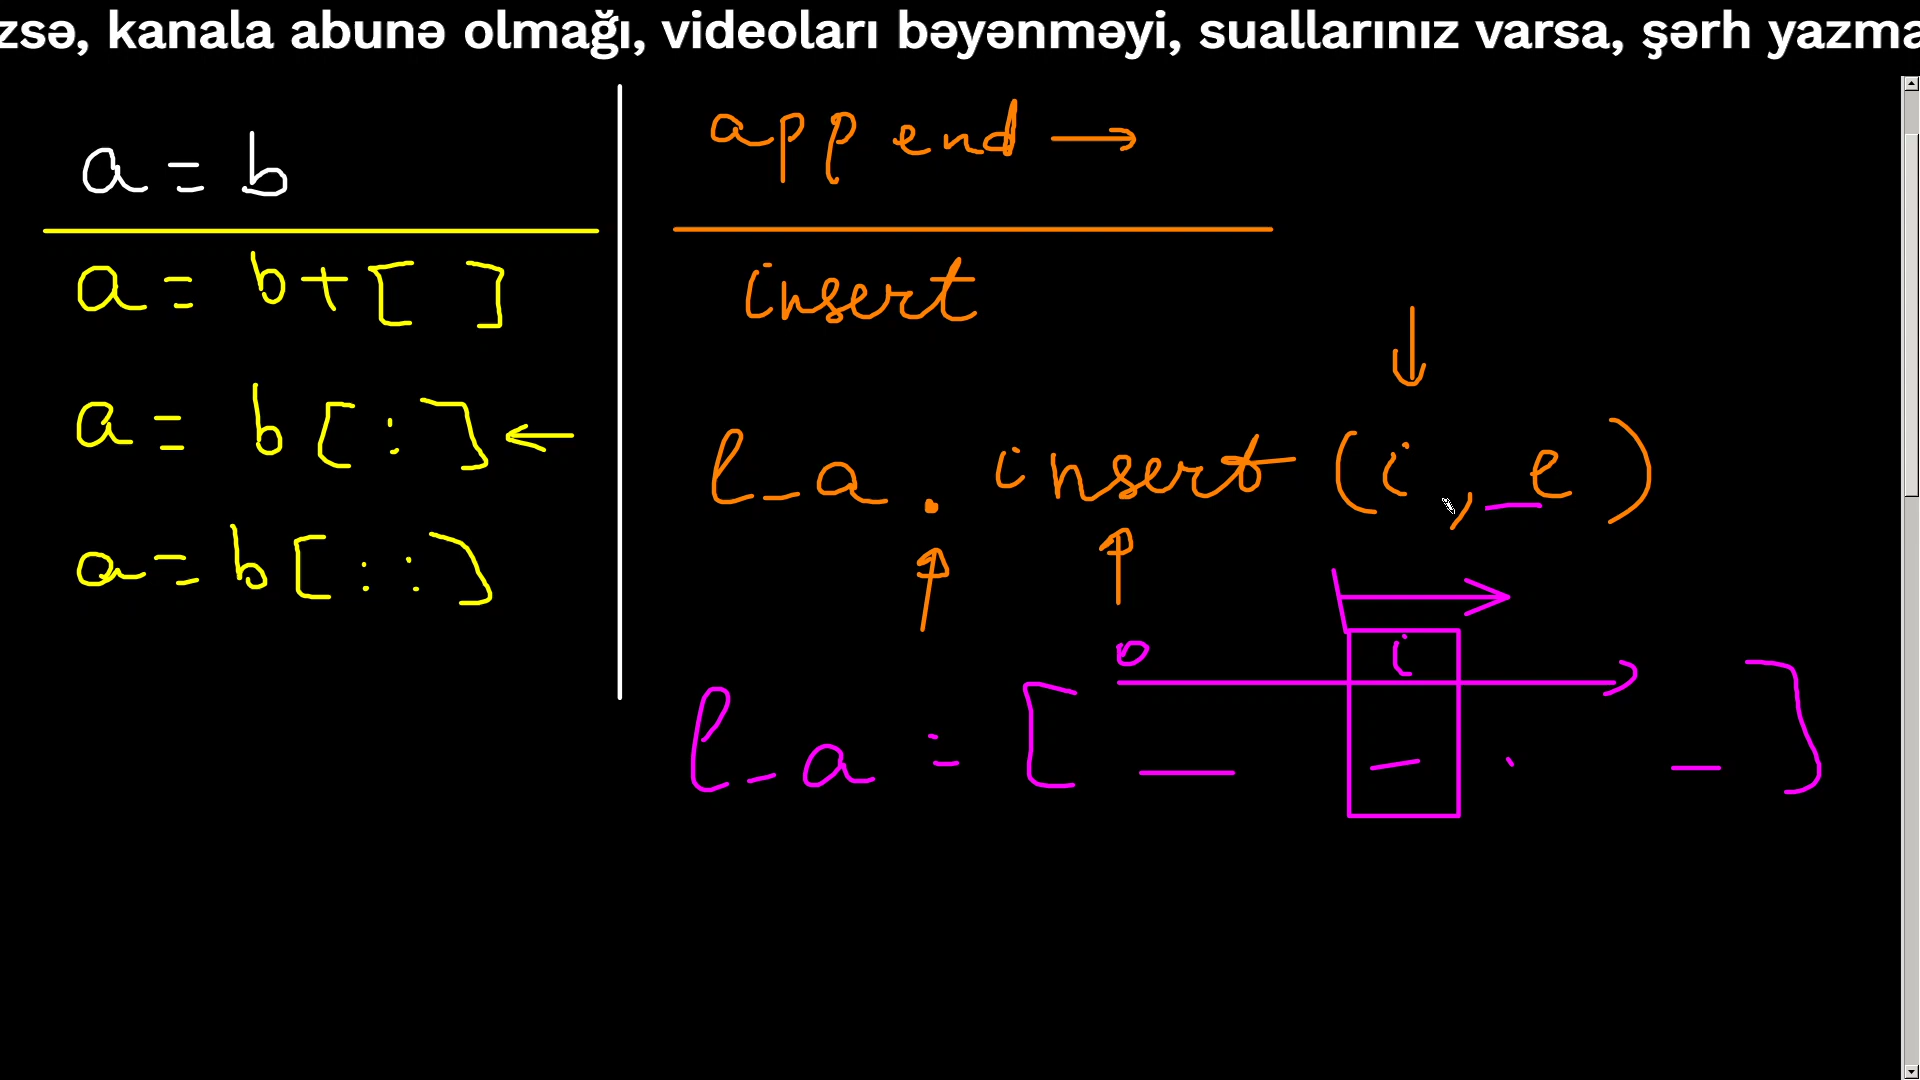 zsə, kanala abunə olmağı, videoları bəyənməyi, suallarınız varsa, şərh yazma
a = b
a = b + [ ]
a = b [ : ] ←
a = b [ : : ]
append →
insert
l_a . insert ( i , e )
0 i
l_a = [ _ _ . _ ]